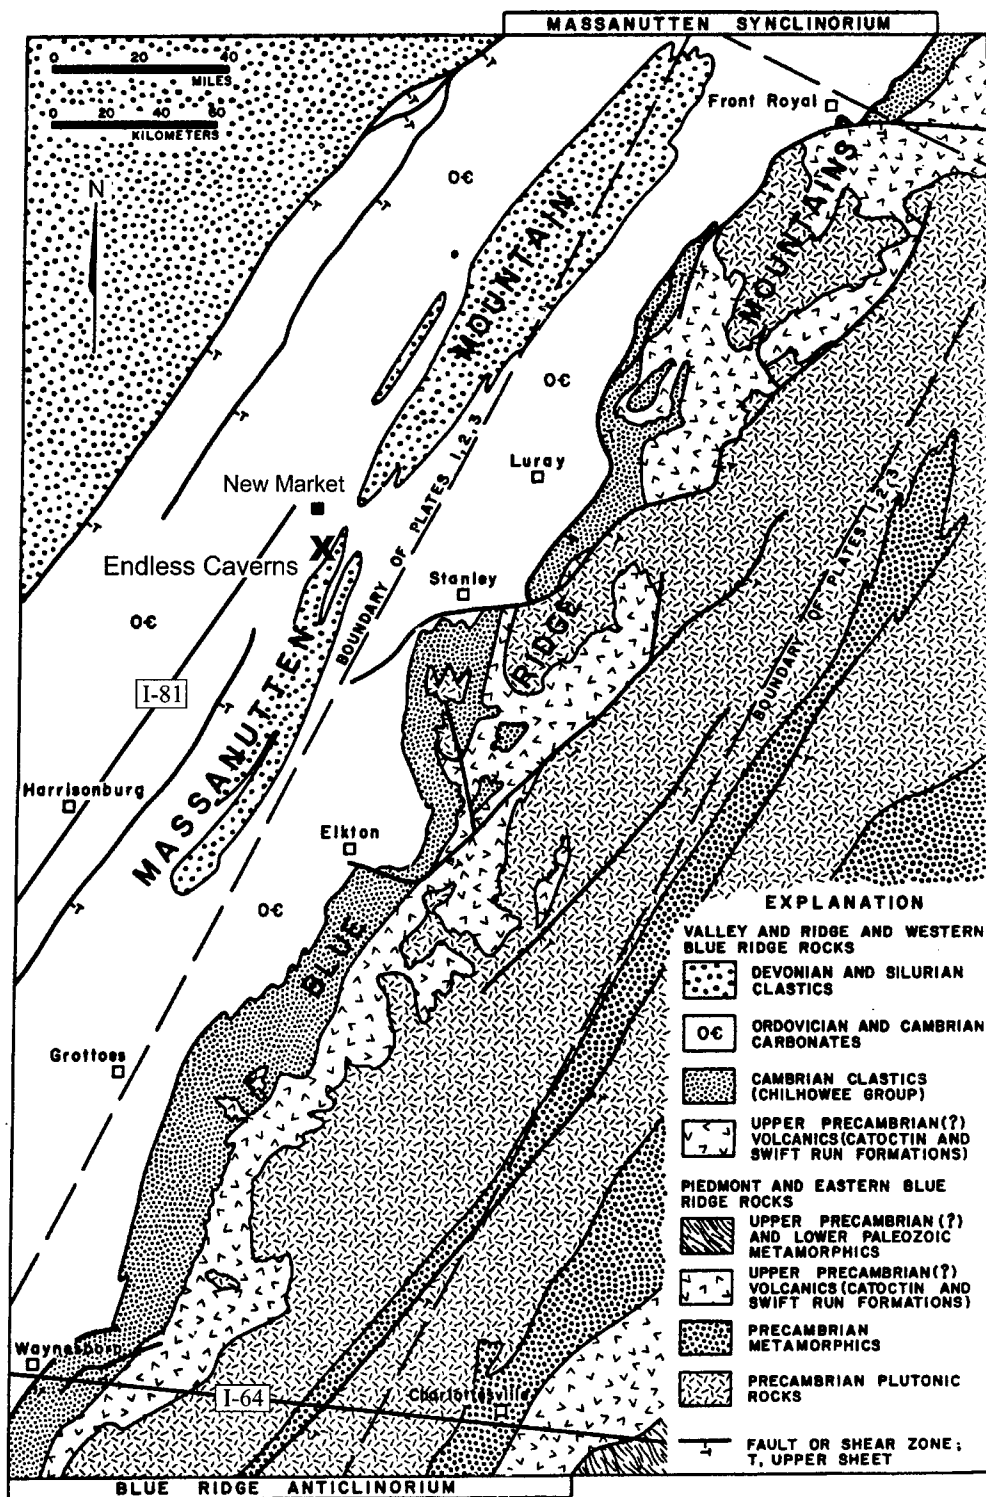 MASSANUTTEN SYNCLINORIUM
0 20 40
MILES
0 20 40 60
KILOMETERS
N
Front Royal
O€
MASSANUTTEN MOUNTAIN
BLUE RIDGE MOUNTAINS
O€
Luray
New Market
X
Endless Caverns
Stanley
BOUNDARY OF PLATES 1,2,3
BOUNDARY OF PLATES 1,2,3
O€
I-81
Harrisonburg
Elkton
O€
Grottoes
Waynesboro
I-64
Charlottesville
EXPLANATION
VALLEY AND RIDGE AND WESTERN
BLUE RIDGE ROCKS
DEVONIAN AND SILURIAN
CLASTICS
O€
ORDOVICIAN AND CAMBRIAN
CARBONATES
CAMBRIAN CLASTICS
(CHILHOWEE GROUP)
UPPER PRECAMBRIAN(?)
VOLCANICS(CATOCTIN AND
SWIFT RUN FORMATIONS)
PIEDMONT AND EASTERN BLUE
RIDGE ROCKS
UPPER PRECAMBRIAN(?)
AND LOWER PALEOZOIC
METAMORPHICS
UPPER PRECAMBRIAN(?)
VOLCANICS(CATOCTIN AND
SWIFT RUN FORMATIONS)
PRECAMBRIAN
METAMORPHICS
PRECAMBRIAN PLUTONIC
ROCKS
FAULT OR SHEAR ZONE;
T, UPPER SHEET
BLUE RIDGE ANTICLINORIUM